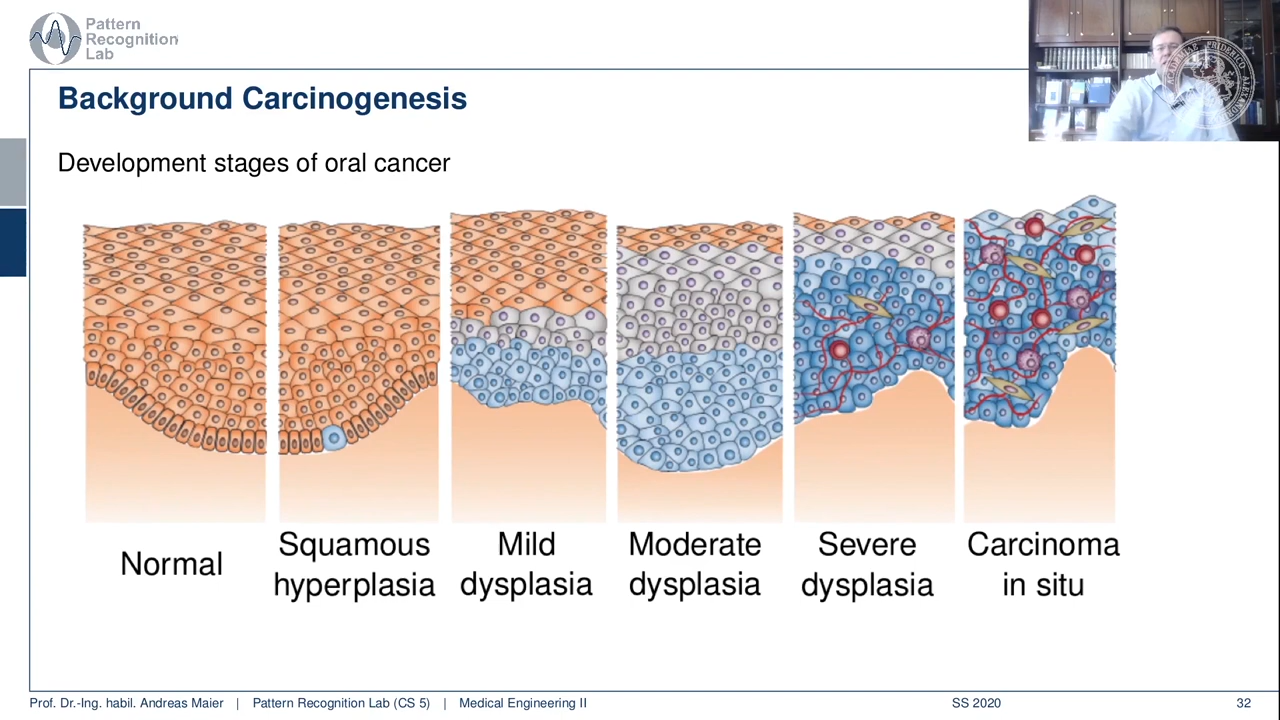 Pattern
Recognition
Lab
Background Carcinogenesis
Development stages of oral cancer
Normal
Squamous
hyperplasia
Mild
dysplasia
Moderate
dysplasia
Severe
dysplasia
Carcinoma
in situ
Prof. Dr.-Ing. habil. Andreas Maier | Pattern Recognition Lab (CS 5) | Medical Engineering II SS 2020 32